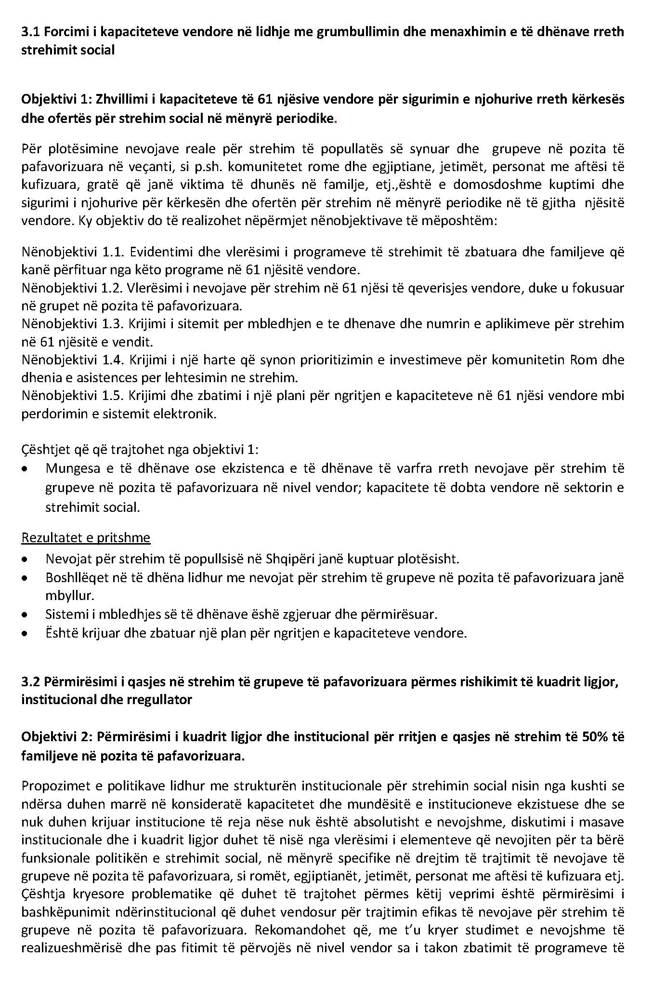 3.1 Forcimi i kapaciteteve vendore në lidhje me grumbullimin dhe menaxhimin e të dhënave rreth
strehimit social
Objektivi 1: Zhvillimi i kapaciteteve të 61 njësive vendore për sigurimin e njohurive rreth kërkesës
dhe ofertës për strehim social në mënyrë periodike.
Për plotësimine nevojave reale për strehim të popullatës së synuar dhe grupeve në pozita të
pafavorizuara në veçanti, si p.sh. komunitetet rome dhe egjiptiane, jetimët, personat me aftësi të
kufizuara, gratë që janë viktima të dhunës në familje, etj.,është e domosdoshme kuptimi dhe
sigurimi i njohurive për kërkesën dhe ofertën për strehim në mënyrë periodike në të gjitha njësitë
vendore. Ky objektiv do të realizohet nëpërmjet nënobjektivave të mëposhtëm:
Nënobjektivi 1.1. Evidentimi dhe vlerësimi i programeve të strehimit të zbatuara dhe familjeve që
kanë përfituar nga këto programe në 61 njësitë vendore.
Nënobjektivi 1.2. Vlerësimi i nevojave për strehim në 61 njësi të qeverisjes vendore, duke u fokusuar
në grupet në pozita të pafavorizuara.
Nënobjektivi 1.3. Krijimi i sitemit per mbledhjen e te dhenave dhe numrin e aplikimeve për strehim
në 61 njësitë e vendit.
Nënobjektivi 1.4. Krijimi i një harte që synon prioritizimin e investimeve për komunitetin Rom dhe
dhenia e asistences per lehtesimin ne strehim.
Nënobjektivi 1.5. Krijimi dhe zbatimi i një plani për ngritjen e kapaciteteve në 61 njësi vendore mbi
perdorimin e sistemit elektronik.
Çështjet që që trajtohet nga objektivi 1:
• Mungesa e të dhënave ose ekzistenca e të dhënave të varfra rreth nevojave për strehim të
grupeve në pozita të pafavorizuara në nivel vendor; kapacitete të dobta vendore në sektorin e
strehimit social.
Rezultatet e pritshme
• Nevojat për strehim të popullsisë në Shqipëri janë kuptuar plotësisht.
• Boshllëqet në të dhëna lidhur me nevojat për strehim të grupeve në pozita të pafavorizuara janë
mbyllur.
• Sistemi i mbledhjes së të dhënave ëshë zgjeruar dhe përmirësuar.
• Është krijuar dhe zbatuar një plan për ngritjen e kapaciteteve vendore.
3.2 Përmirësimi i qasjes në strehim të grupeve të pafavorizuara përmes rishikimit të kuadrit ligjor,
institucional dhe rregullator
Objektivi 2: Përmirësimi i kuadrit ligjor dhe institucional për rritjen e qasjes në strehim të 50% të
familjeve në pozita të pafavorizuara.
Propozimet e politikave lidhur me strukturën institucionale për strehimin social nisin nga kushti se
ndërsa duhen marrë në konsideratë kapacitetet dhe mundësitë e institucioneve ekzistuese dhe se
nuk duhen krijuar institucione të reja nëse nuk është absolutisht e nevojshme, diskutimi i masave
institucionale dhe i kuadrit ligjor duhet të nisë nga vlerësimi i elementeve që nevojiten për ta bërë
funksionale politikën e strehimit social, në mënyrë specifike në drejtim të trajtimit të nevojave të
grupeve në pozita të pafavorizuara, si romët, egjiptianët, jetimët, personat me aftësi të kufizuara etj.
Çështja kryesore problematike që duhet të trajtohet përmes këtij veprimi është përmirësimi i
bashkëpunimit ndërinstitucional që duhet vendosur për trajtimin efikas të nevojave për strehim të
grupeve në pozita të pafavorizuara. Rekomandohet që, me t’u kryer studimet e nevojshme të
realizueshmërisë dhe pas fitimit të përvojës në nivel vendor sa i takon zbatimit të programeve të